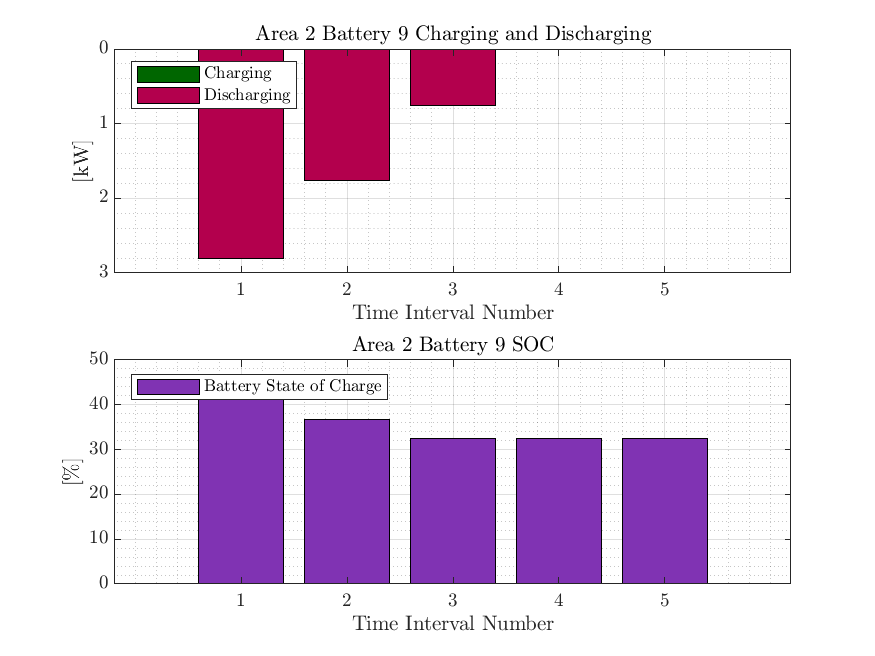 Area 2 Battery 9 Charging and Discharging
0
1
2
3
[kW]
Charging
Discharging
1 2 3 4 5
Time Interval Number
Area 2 Battery 9 SOC
50
40
30
20
10
0
[%]
Battery State of Charge
1 2 3 4 5
Time Interval Number